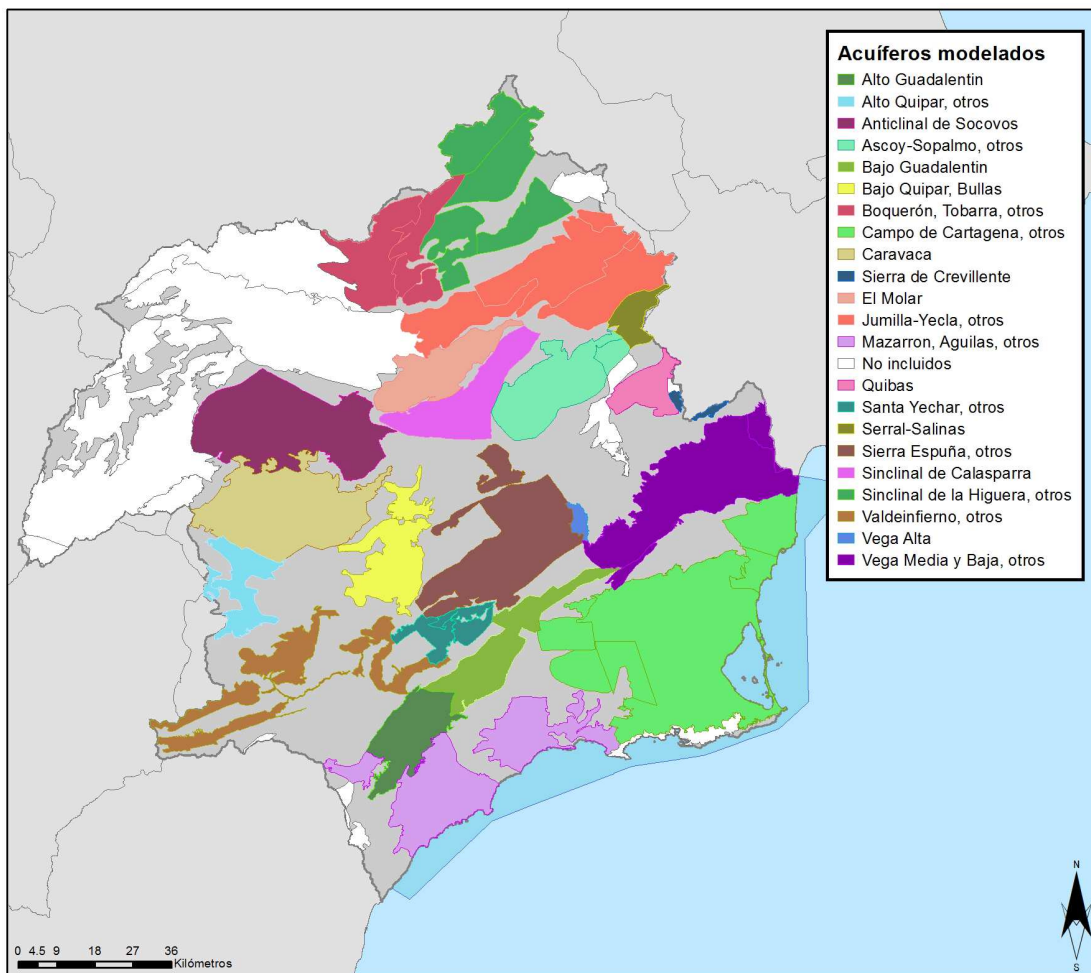 Acuíferos modelados
Alto Guadalentin
Alto Quipar, otros
Anticlinal de Socovos
Ascoy-Sopalmo, otros
Bajo Guadalentin
Bajo Quipar, Bullas
Boquerón, Tobarra, otros
Campo de Cartagena, otros
Caravaca
Sierra de Crevillente
El Molar
Jumilla-Yecla, otros
Mazarron, Aguilas, otros
No incluidos
Quibas
Santa Yechar, otros
Serral-Salinas
Sierra Espuña, otros
Sinclinal de Calasparra
Sinclinal de la Higuera, otros
Valdeinfierno, otros
Vega Alta
Vega Media y Baja, otros
N
S
0 4.5 9 18 27 36
Kilómetros